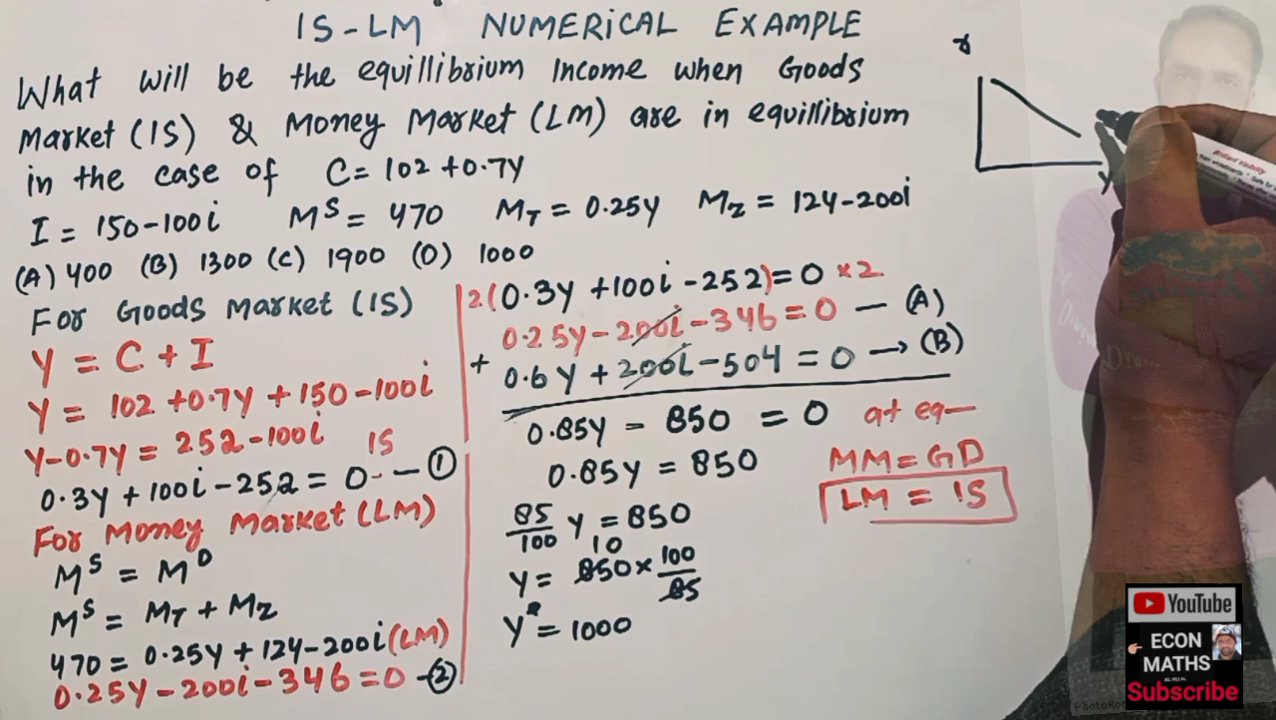 IS-LM NUMERICAL EXAMPLE
What will be the equillibrium Income when Goods
Market (IS) & Money Market (LM) are in equillibrium
in the case of C= 102 +0.7Y
I = 150-100i M^S = 470 M_T = 0.25Y M_Z = 124-200i
(A) 400 (B) 1300 (C) 1900 (D) 1000
For Goods Market (IS)
Y = C + I
Y = 102 +0.7Y + 150-100i
Y-0.7Y = 252-100i IS
0.3Y + 100i - 252 = 0 - ①
For Money Market (LM)
M^S = M^D
M^S = M_T + M_Z
470 = 0.25Y + 124-200i (LM)
0.25Y - 200i - 346 = 0 - ②
2(0.3Y + 100i - 252) = 0 ×2
0.25Y - 200i - 346 = 0 — (A)
+ 0.6Y + 200i - 504 = 0 → (B)
0.85Y - 850 = 0
0.85Y = 850
85/100 Y = 850
10
Y = 850 × 100/85
Y* = 1000
at eq—
MM = GD
LM = IS
Y
Brilliant Visibility
YouTube
ECON
MATHS
Subscribe